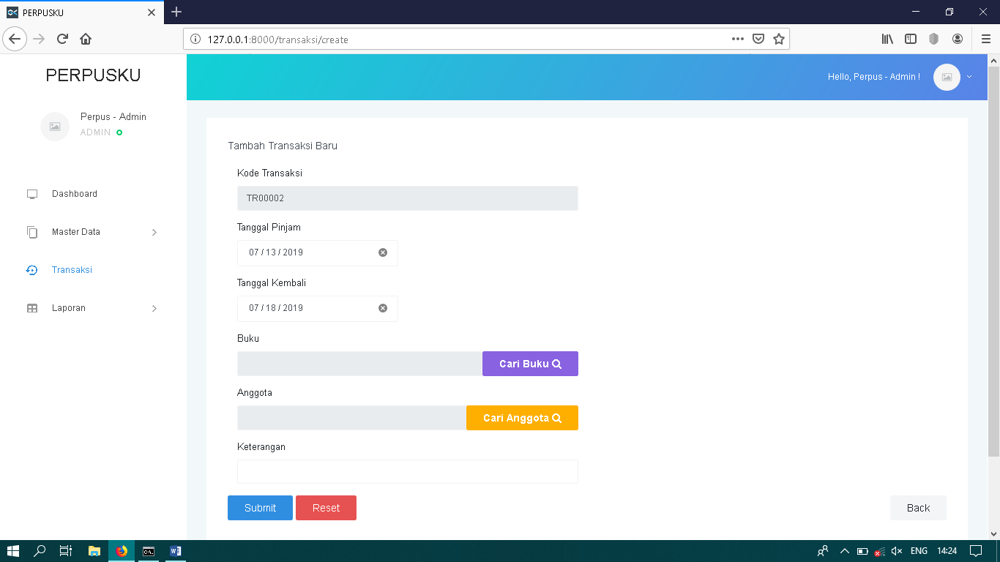 PERPUSKU
127.0.0.1:8000/transaksi/create
PERPUSKU
Hello, Perpus - Admin !
Perpus - Admin
ADMIN
Dashboard
Master Data
Transaksi
Laporan
Tambah Transaksi Baru
Kode Transaksi
TR00002
Tanggal Pinjam
07 / 13 / 2019
Tanggal Kembali
07 / 18 / 2019
Buku
Cari Buku
Anggota
Cari Anggota
Keterangan
Submit Reset Back
ENG 14:24